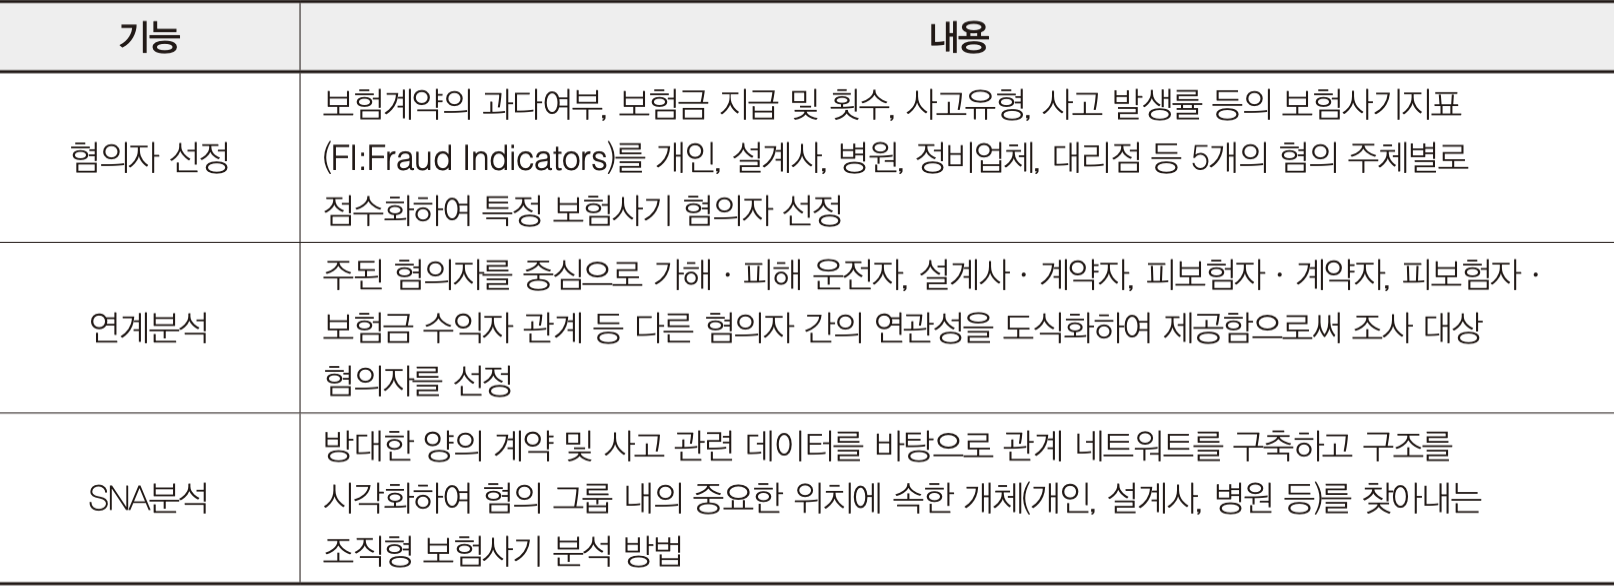 기능
내용
혐의자 선정
보험계약의 과다여부, 보험금 지급 및 횟수, 사고유형, 사고 발생률 등의 보험사기지표
(FI:Fraud Indicators)를 개인, 설계사, 병원, 정비업체, 대리점 등 5개의 혐의 주체별로
점수화하여 특정 보험사기 혐의자 선정
연계분석
주된 혐의자를 중심으로 가해 · 피해 운전자, 설계사 · 계약자, 피보험자 · 계약자, 피보험자 ·
보험금 수익자 관계 등 다른 혐의자 간의 연관성을 도식화하여 제공함으로써 조사 대상
혐의자를 선정
SNA분석
방대한 양의 계약 및 사고 관련 데이터를 바탕으로 관계 네트워트를 구축하고 구조를
시각화하여 혐의 그룹 내의 중요한 위치에 속한 개체(개인, 설계사, 병원 등)를 찾아내는
조직형 보험사기 분석 방법